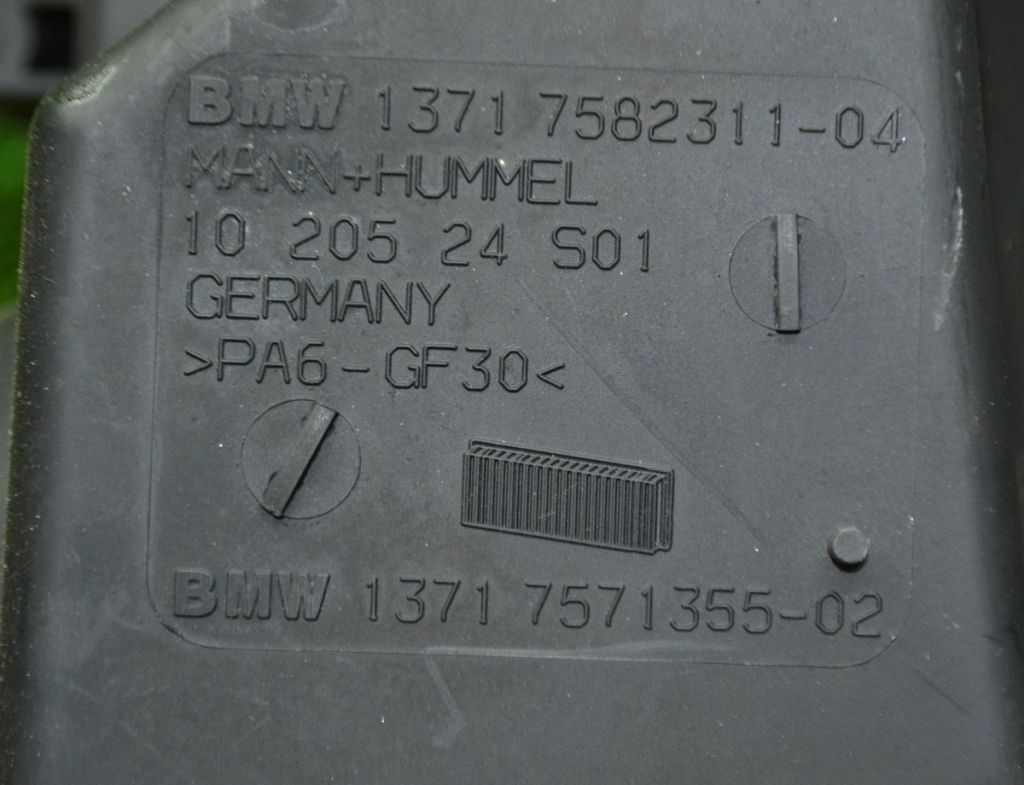 BMW 1371 7582311-04
MANN+HUMMEL
10 205 24 S01
GERMANY
>PA6-GF30<
BMW 1371 7571355-02